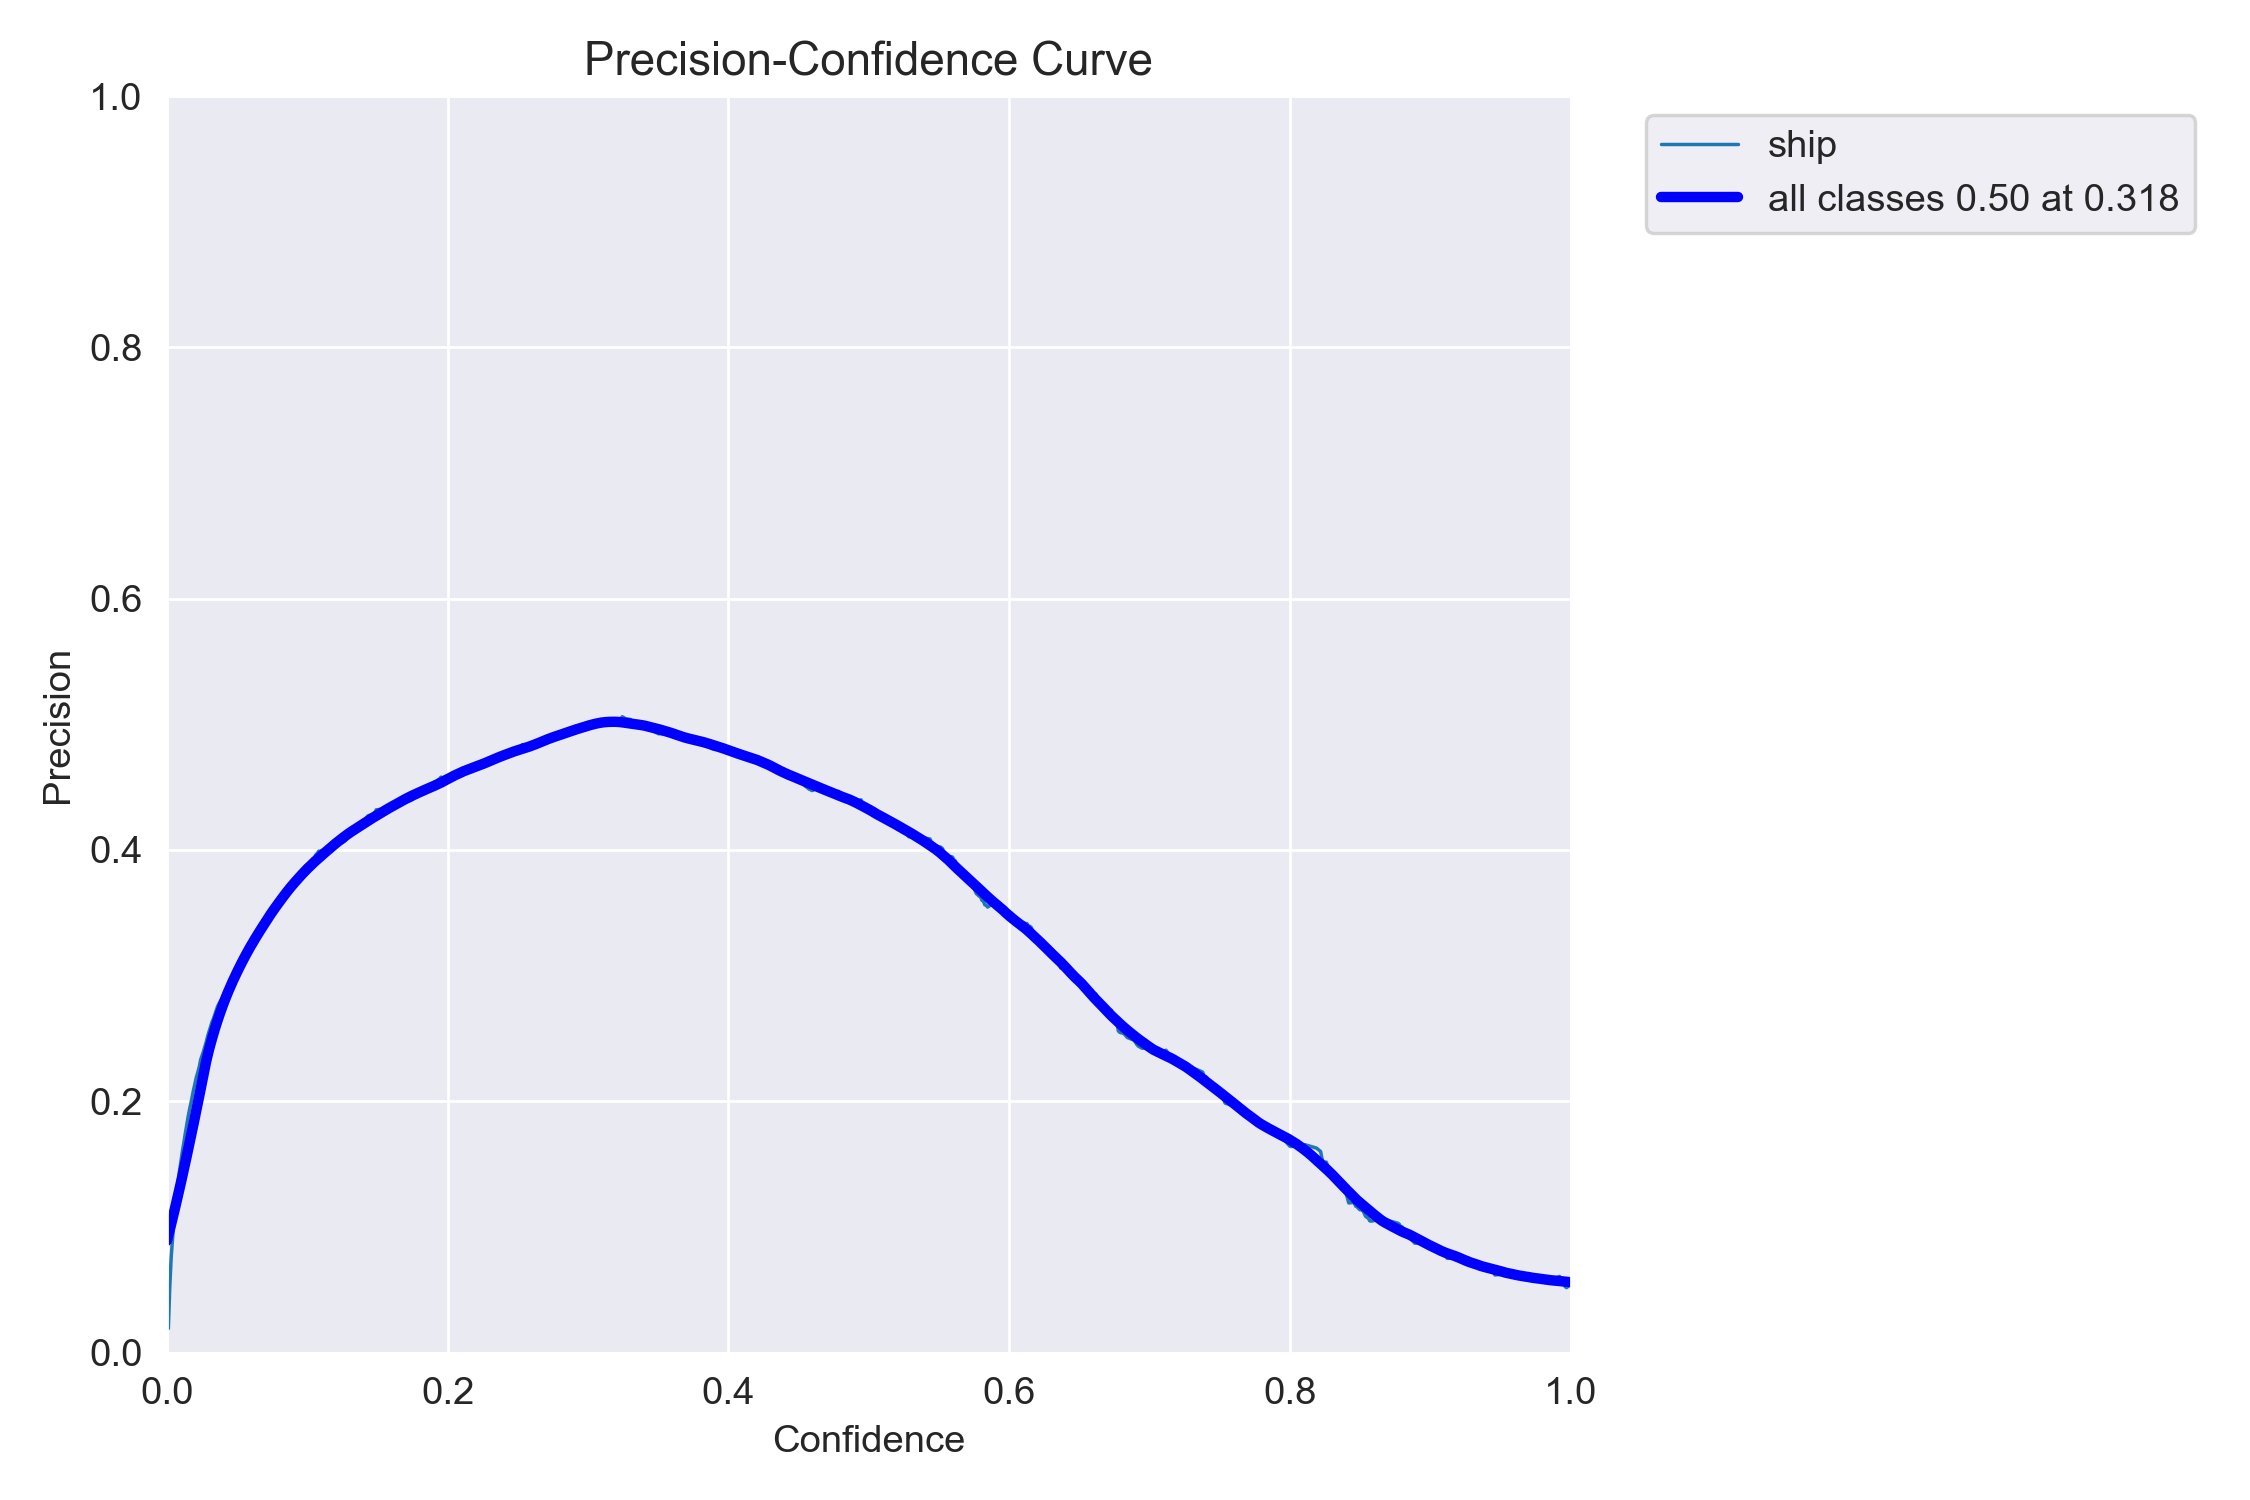 Precision-Confidence Curve
1.0
0.8
0.6
0.4
0.2
0.0
Precision
0.0 0.2 0.4 0.6 0.8 1.0
Confidence
ship
all classes 0.50 at 0.318